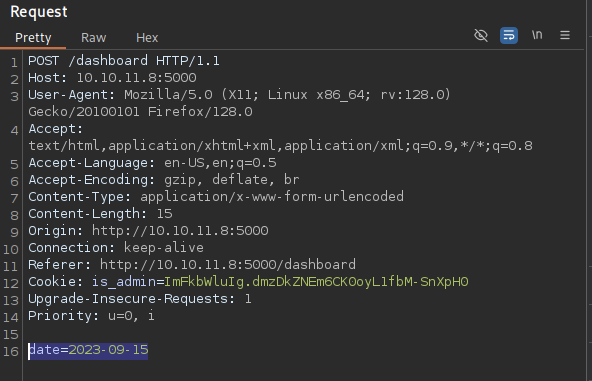 Request
Pretty Raw Hex
\n
1 POST /dashboard HTTP/1.1
2 Host: 10.10.11.8:5000
3 User-Agent: Mozilla/5.0 (X11; Linux x86_64; rv:128.0)
Gecko/20100101 Firefox/128.0
4 Accept:
text/html,application/xhtml+xml,application/xml;q=0.9,*/*;q=0.8
5 Accept-Language: en-US,en;q=0.5
6 Accept-Encoding: gzip, deflate, br
7 Content-Type: application/x-www-form-urlencoded
8 Content-Length: 15
9 Origin: http://10.10.11.8:5000
10 Connection: keep-alive
11 Referer: http://10.10.11.8:5000/dashboard
12 Cookie: is_admin=ImFkbWluIg.dmzDkZNEm6CK0oyL1fbM-SnXpH0
13 Upgrade-Insecure-Requests: 1
14 Priority: u=0, i
15
16 date=2023-09-15